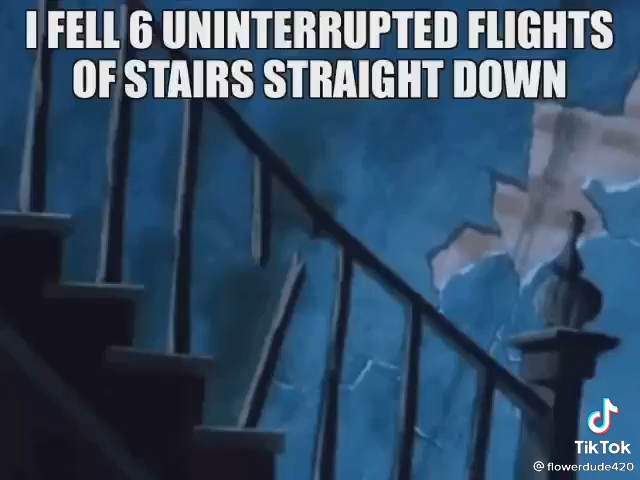 I FELL 6 UNINTERRUPTED FLIGHTS
OF STAIRS STRAIGHT DOWN
TikTok
@flowerdude420